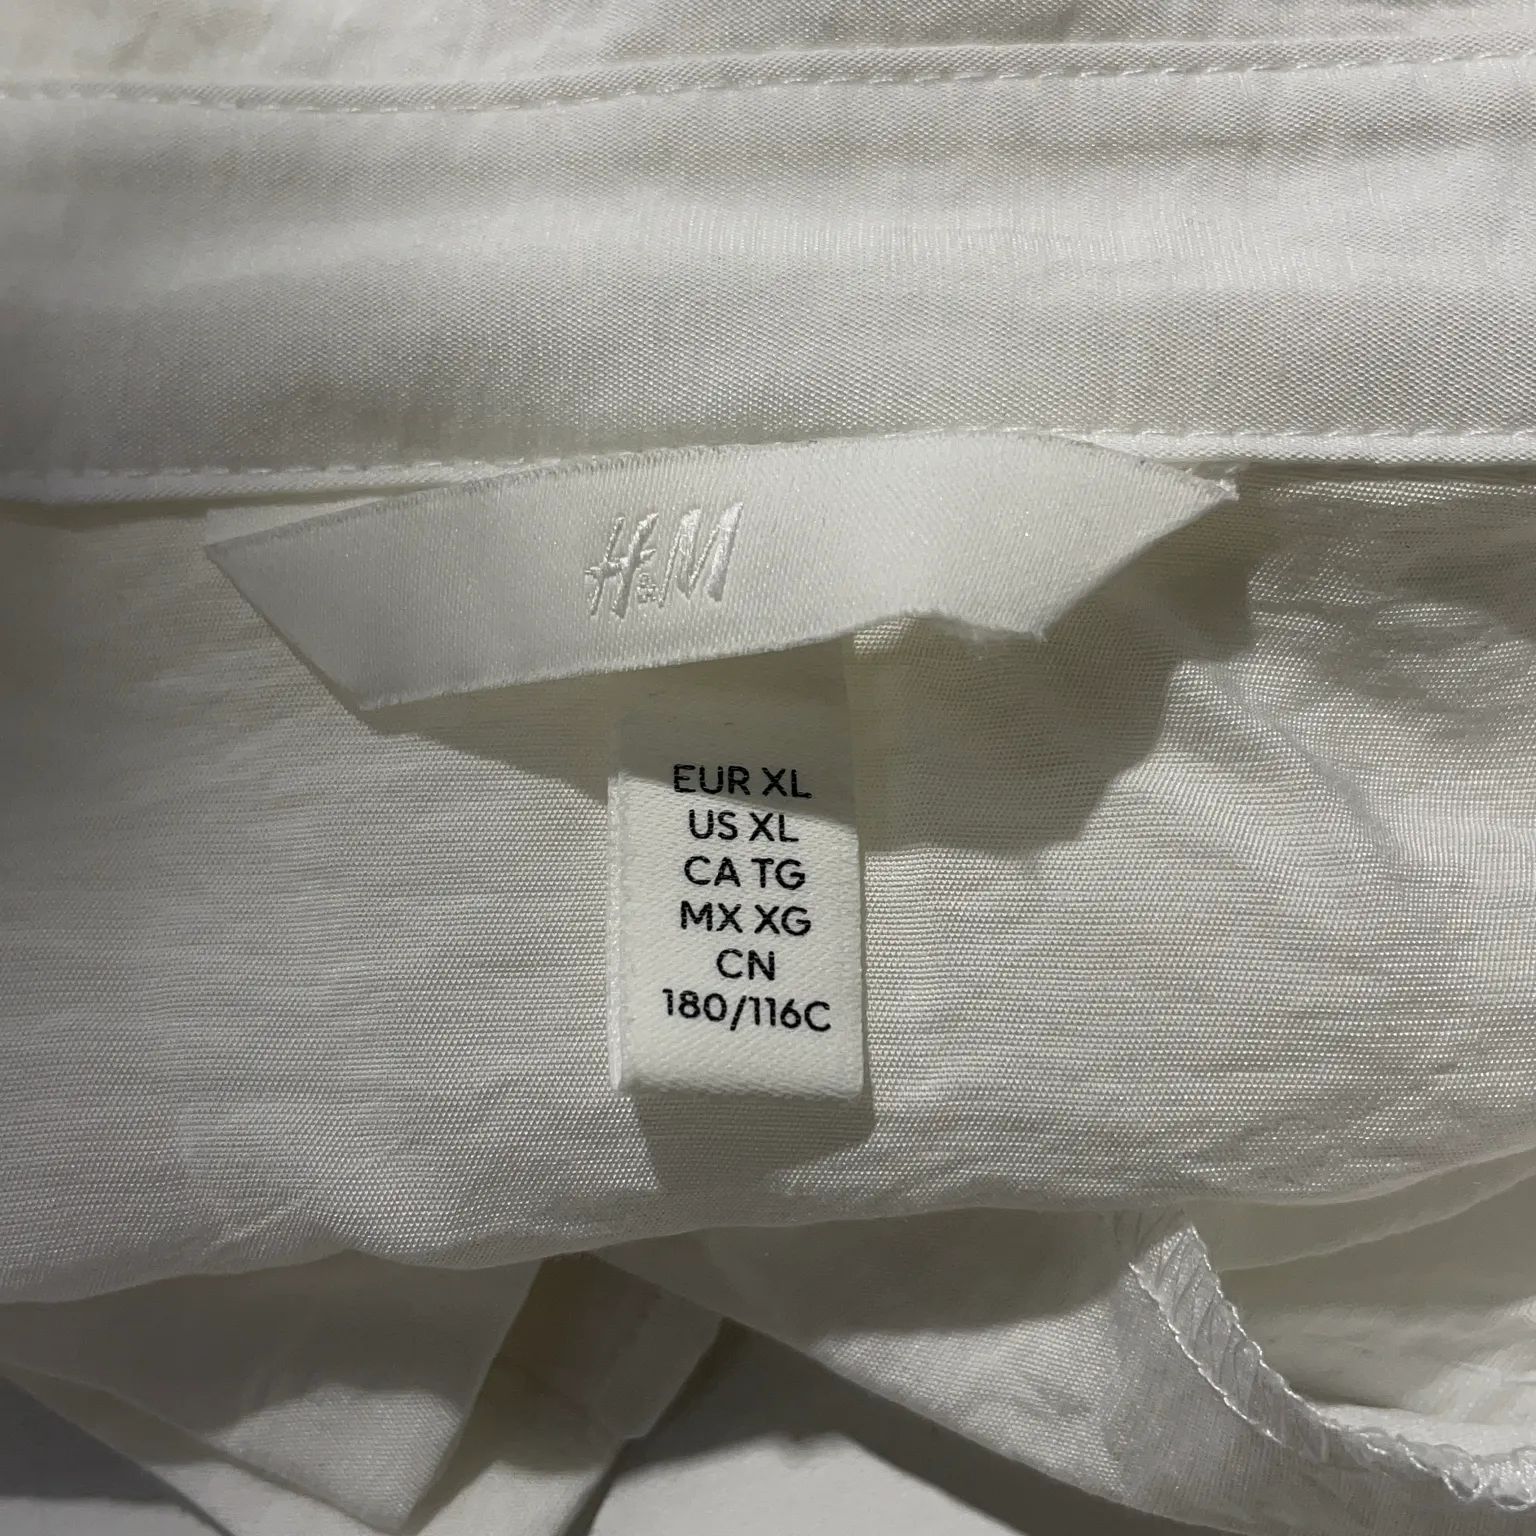 H&M
EUR XL
US XL
CA TG
MX XG
CN
180/116C